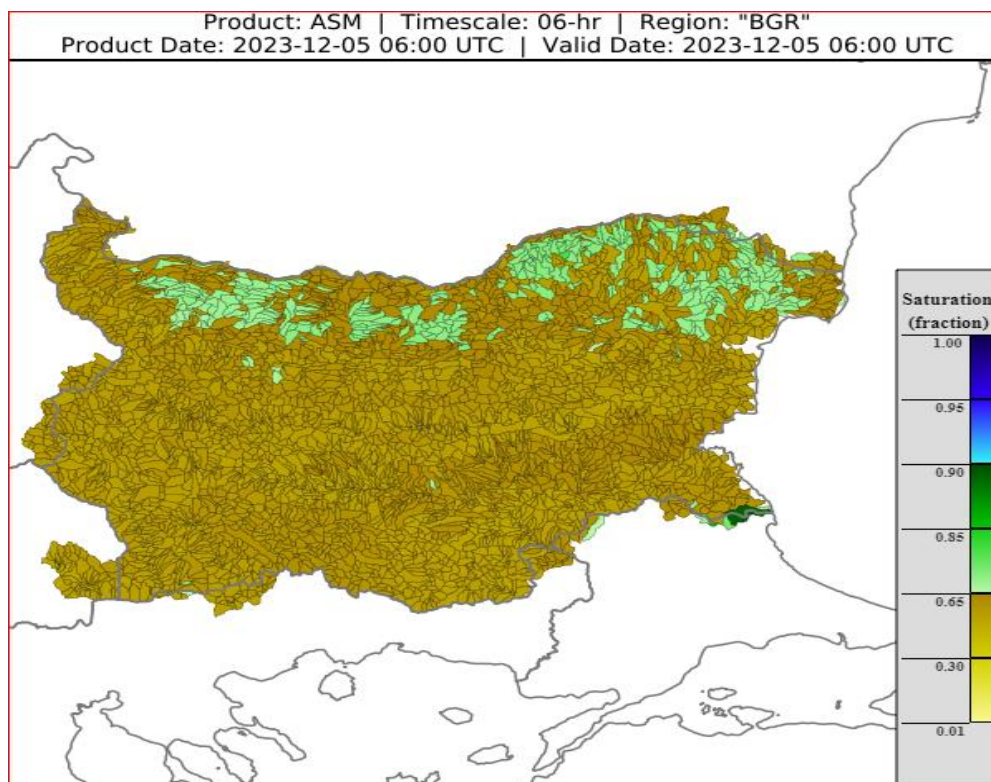 Product: ASM | Timescale: 06-hr | Region: "BGR"
Product Date: 2023-12-05 06:00 UTC | Valid Date: 2023-12-05 06:00 UTC
Saturation
(fraction)
1.00
0.95
0.90
0.85
0.65
0.30
0.01